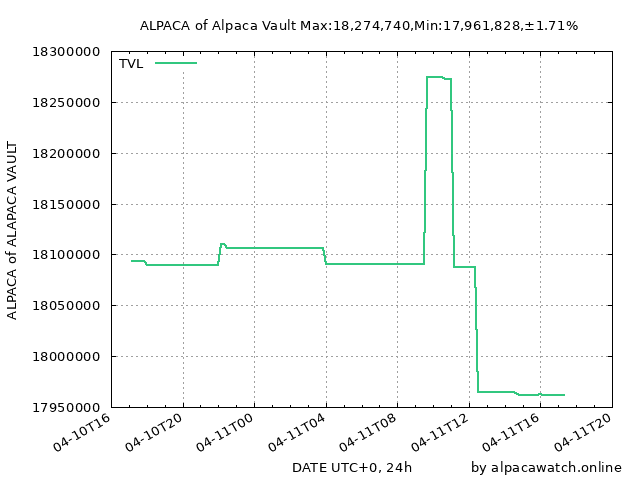 ALPACA of Alpaca Vault Max:18,274,740,Min:17,961,828,±1.71%
TVL
ALPACA of ALAPACA VAULT
18300000
18250000
18200000
18150000
18100000
18050000
18000000
17950000
04-10T16
04-10T20
04-11T00
04-11T04
04-11T08
04-11T12
04-11T16
04-11T20
DATE UTC+0, 24h
by alpacawatch.online